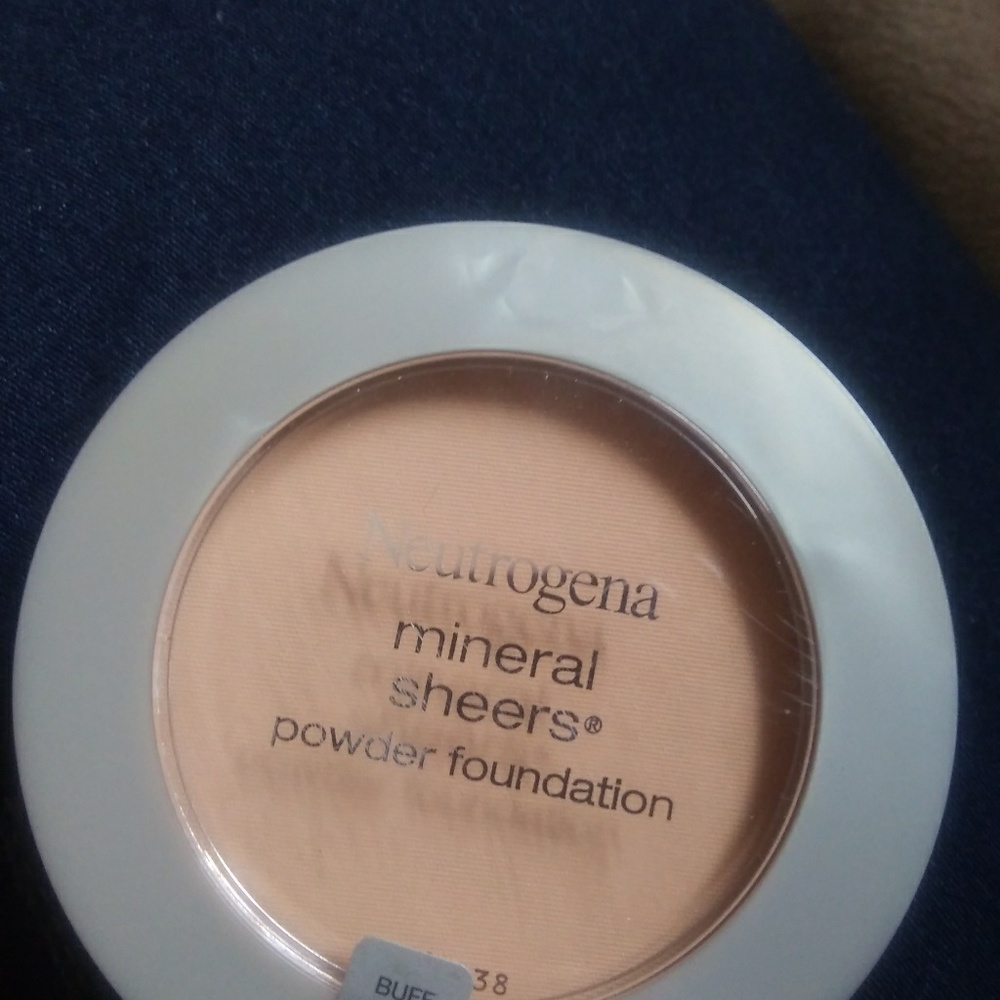 Neutrogena
mineral
sheers®
powder foundation
38
BUFF